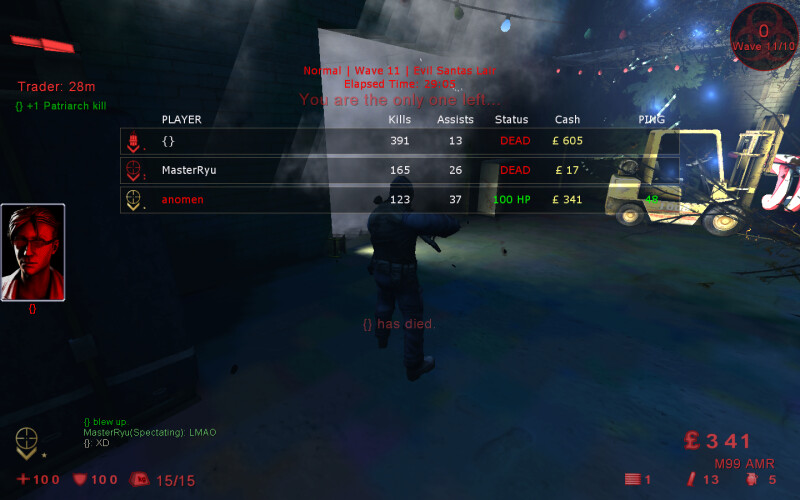 0
Wave 11/10
Normal | Wave 11 | Evil Santas Lair
Elapsed Time: 29:05
You are the only one left...
Trader: 28m
{} +1 Patriarch kill
PLAYER Kills Assists Status Cash PING
{} 391 13 DEAD £ 605
MasterRyu 165 26 DEAD £ 17
anomen 123 37 100 HP £ 341 48
{}
{} has died.
{} blew up.
MasterRyu(Spectating): LMAO
{}: XD
100 100 15/15
£ 341
M99 AMR
1 13 5